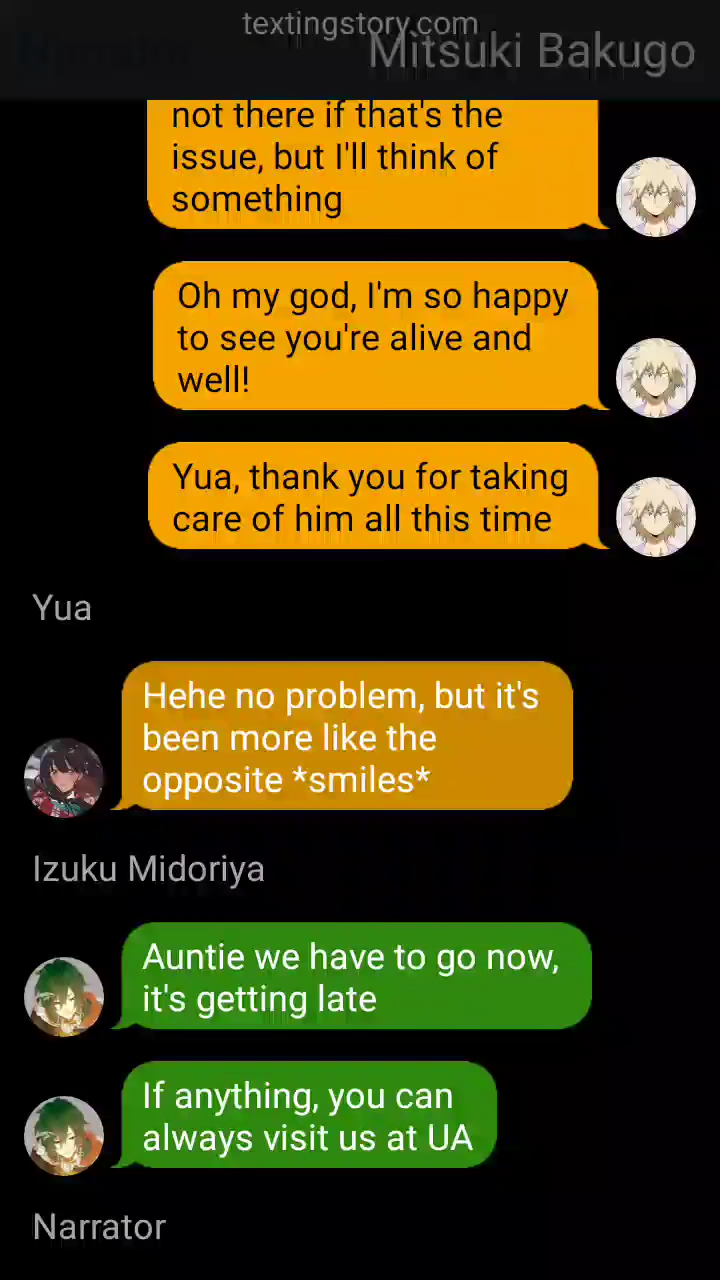 textingstory.com
Narrator
Mitsuki Bakugo
not there if that's the
issue, but I'll think of
something
Oh my god, I'm so happy
to see you're alive and
well!
Yua, thank you for taking
care of him all this time
Yua
Hehe no problem, but it's
been more like the
opposite *smiles*
Izuku Midoriya
Auntie we have to go now,
it's getting late
If anything, you can
always visit us at UA
Narrator